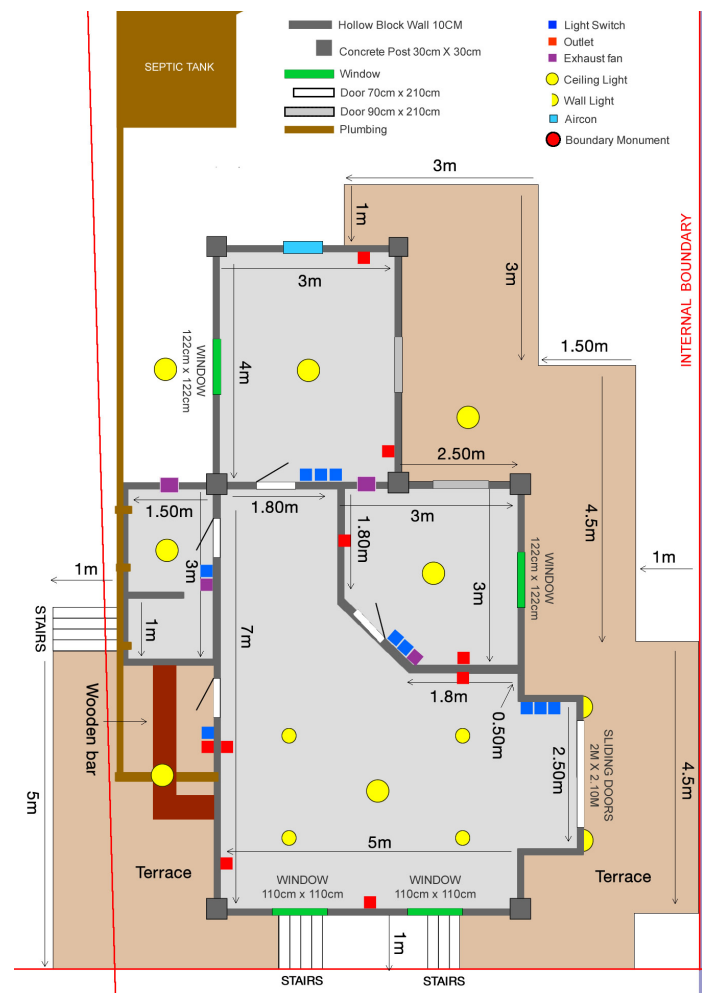 SEPTIC TANK
Hollow Block Wall 10CM
Concrete Post 30cm X 30cm
Window
Door 70cm x 210cm
Door 90cm x 210cm
Plumbing
Light Switch
Outlet
Exhaust fan
Ceiling Light
Wall Light
Aircon
Boundary Monument
3m
1m
3m
INTERNAL BOUNDARY
3m
1.50m
WINDOW
122cm x 122cm
4m
2.50m
4.5m
1.50m
1.80m
3m
1.80m
WINDOW
122cm x 122cm
1m
1m
3m
3m
STAIRS
1m
7m
1.8m
0.50m
Wooden bar
2.50m
SLIDING DOORS
2M X 2.10M
4.5m
5m
5m
Terrace
Terrace
WINDOW
110cm x 110cm
WINDOW
110cm x 110cm
1m
STAIRS
STAIRS